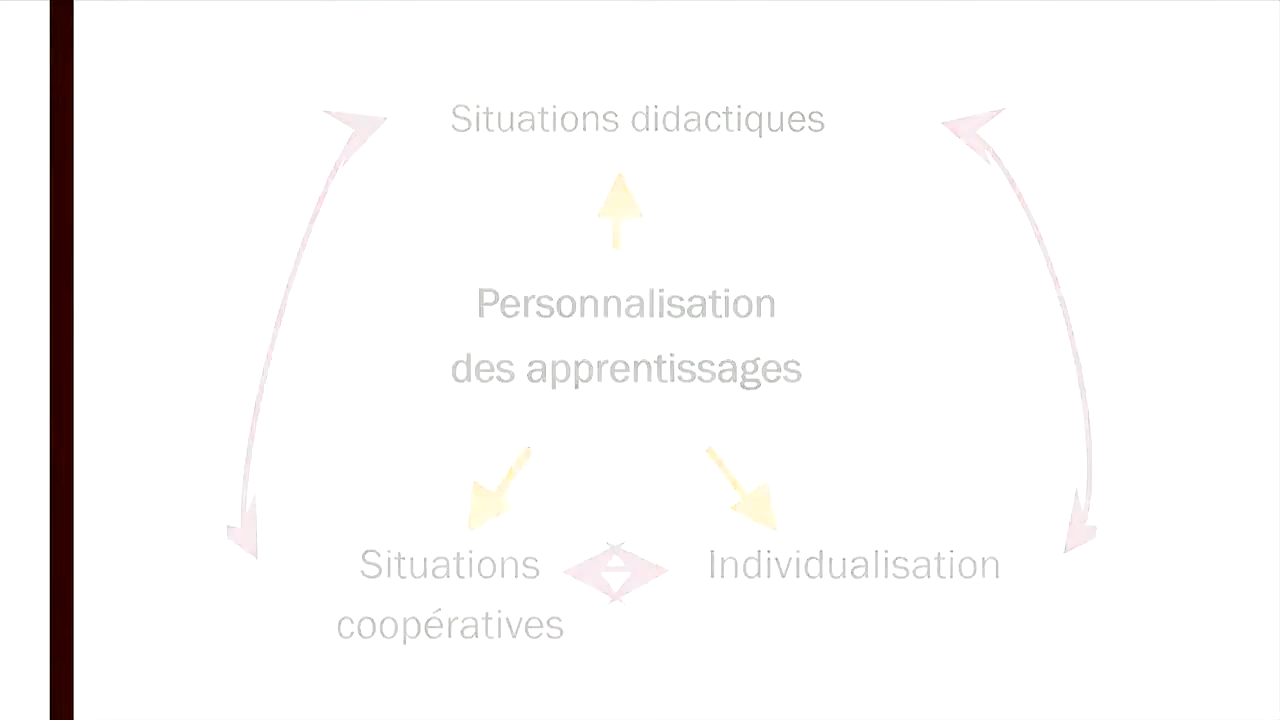 Situations didactiques
Personnalisation
des apprentissages
Situations
coopératives
Individualisation